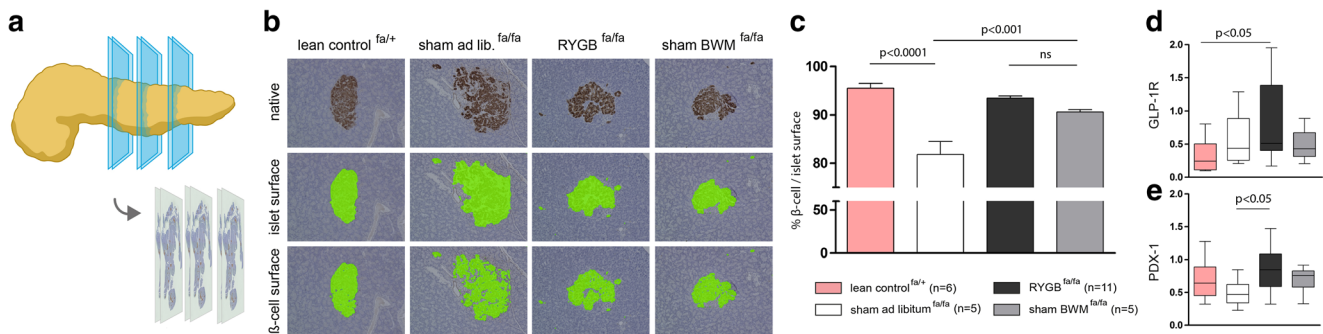 a
b
lean control fa/+
sham ad lib. fa/fa
RYGB fa/fa
sham BWM fa/fa
native
islet surface
ß-cell surface
c
p<0.001
p<0.0001
ns
% β-cell / islet surface
100
90
80
50
0
lean control fa/+ (n=6)
RYGB fa/fa (n=11)
sham ad libitum fa/fa (n=5)
sham BWM fa/fa (n=5)
d
p<0.05
GLP-1R
2.0
1.5
1.0
0.5
0.0
e
p<0.05
PDX-1
2.0
1.5
1.0
0.5
0.0